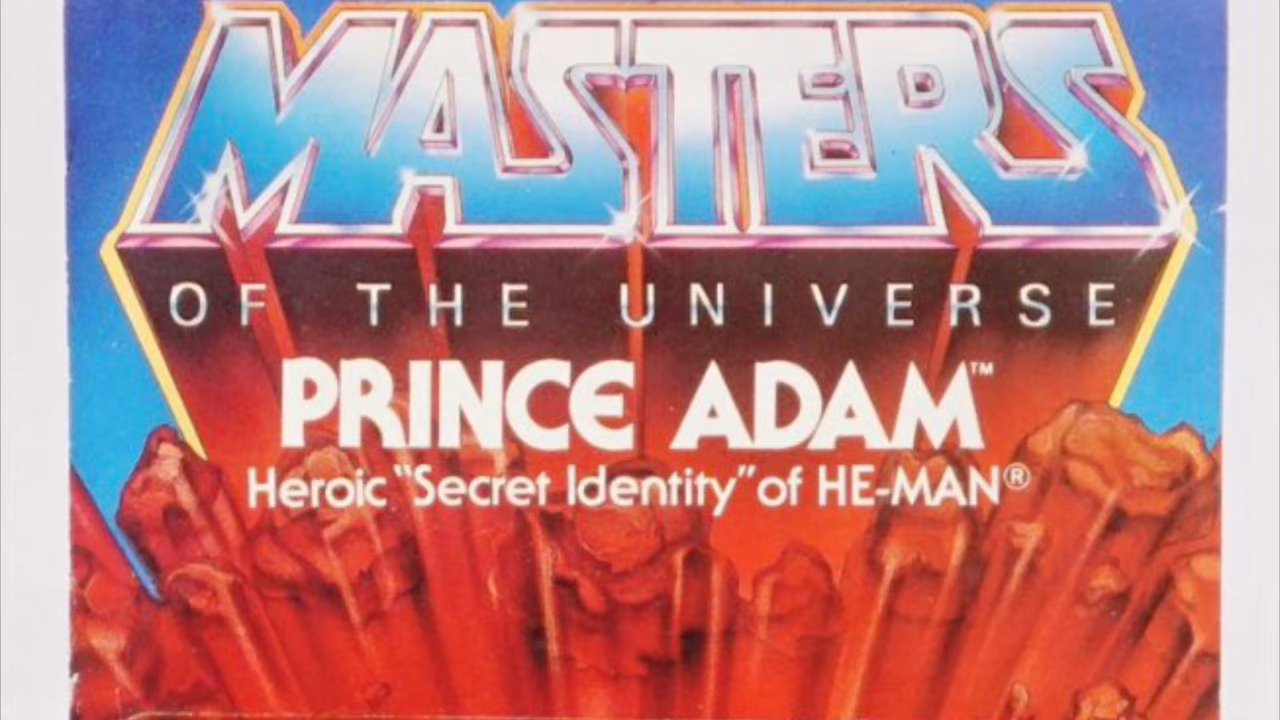 MASTERS
OF THE UNIVERSE
PRINCE ADAM™
Heroic "Secret Identity" of HE-MAN®